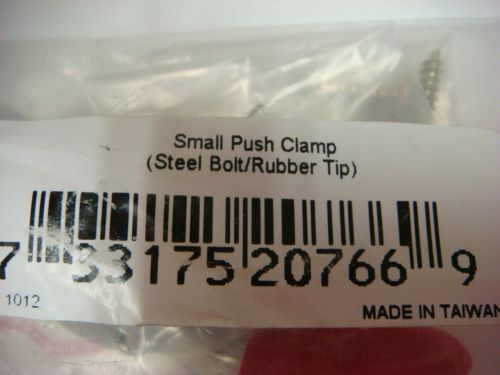 Small Push Clamp
(Steel Bolt/Rubber Tip)
7 33175 20766 9
1012
MADE IN TAIWAN